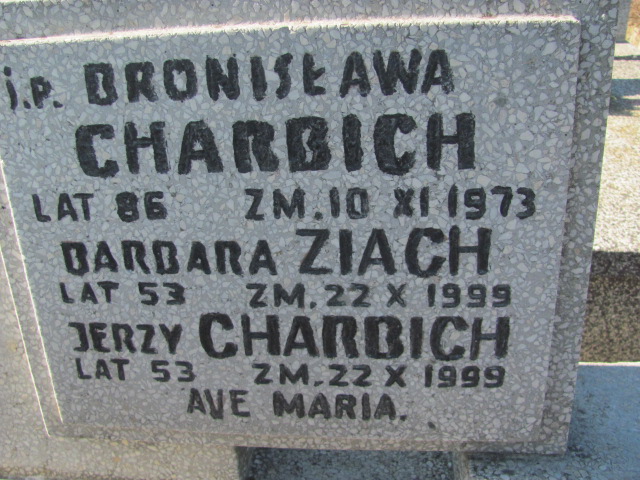 ś.p. BRONISŁAWA
CHARBICH
LAT 86 ZM. 10 XI 1973
BARBARA ZIACH
LAT 53 ZM. 22 X 1999
JERZY CHARBICH
LAT 53 ZM. 22 X 1999
AVE MARIA.